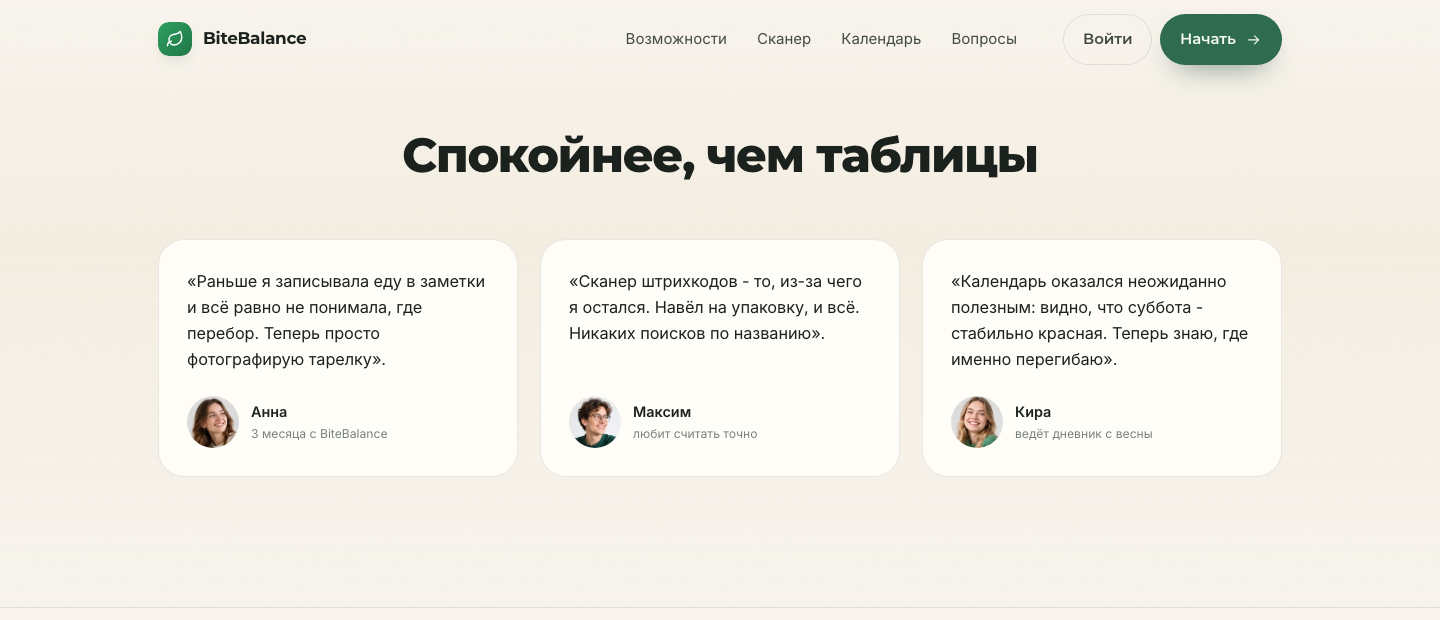 BiteBalance
Возможности
Сканер
Календарь
Вопросы
Войти
Начать →
Спокойнее, чем таблицы
«Раньше я записывала еду в заметки
и всё равно не понимала, где
перебор. Теперь просто
фотографирую тарелку».
Анна
3 месяца с BiteBalance
«Сканер штрихкодов - то, из-за чего
я остался. Навёл на упаковку, и всё.
Никаких поисков по названию».
Максим
любит считать точно
«Календарь оказался неожиданно
полезным: видно, что суббота -
стабильно красная. Теперь знаю, где
именно перегибаю».
Кира
ведёт дневник с весны